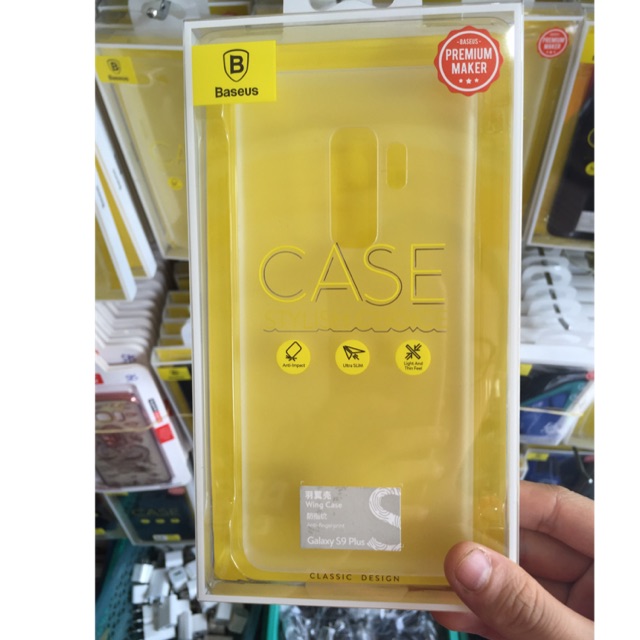 Baseus
BASEUS
PREMIUM
MAKER
CASE
Anti-Impact
Ultra SLIM
Light And
Thin Feel
Wing Case
Galaxy S9 Plus
CLASSIC DESIGN